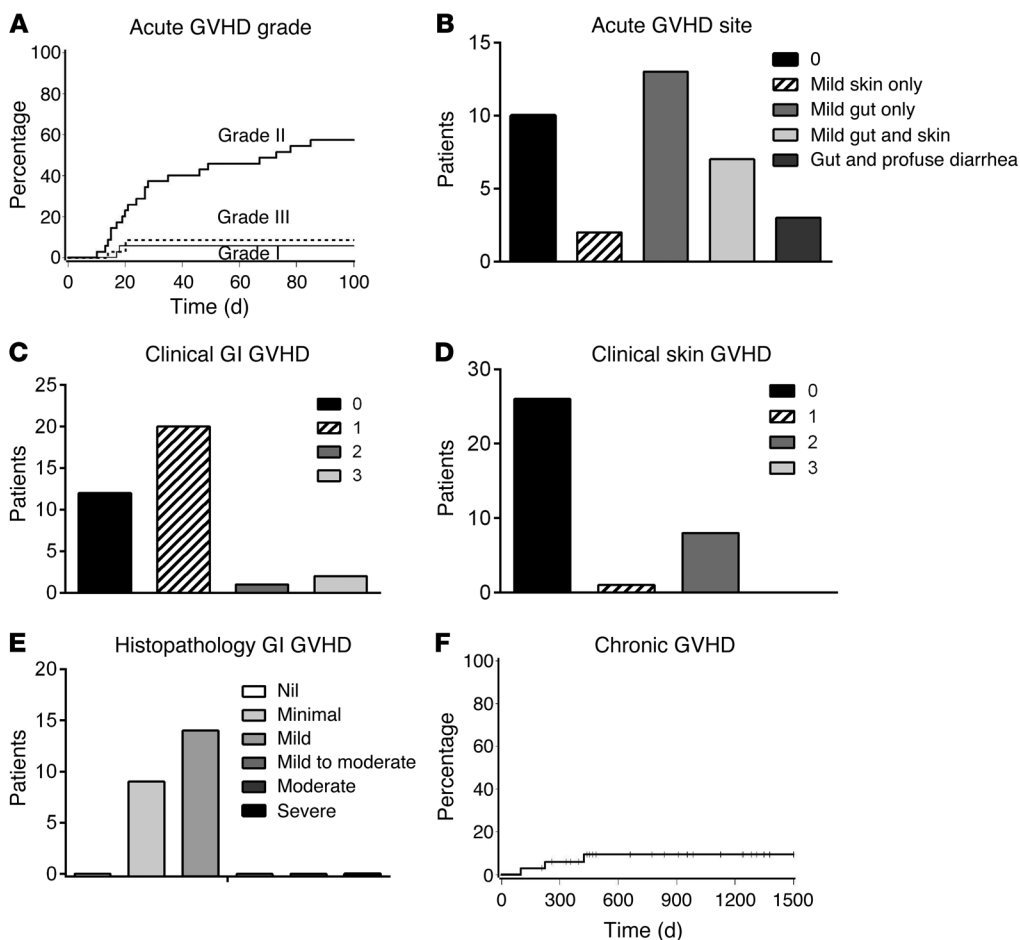 A
Acute GVHD grade
100
80
60
40
20
0
Percentage
Grade II
Grade III
Grade I
0 20 40 60 80 100
Time (d)
B
Acute GVHD site
15
10
5
0
Patients
0
Mild skin only
Mild gut only
Mild gut and skin
Gut and profuse diarrhea
C
Clinical GI GVHD
25
20
15
10
5
0
Patients
0
1
2
3
D
Clinical skin GVHD
30
20
10
0
Patients
0
1
2
3
E
Histopathology GI GVHD
20
15
10
5
0
Patients
Nil
Minimal
Mild
Mild to moderate
Moderate
Severe
F
Chronic GVHD
100
80
60
40
20
0
Percentage
0 300 600 900 1200 1500
Time (d)